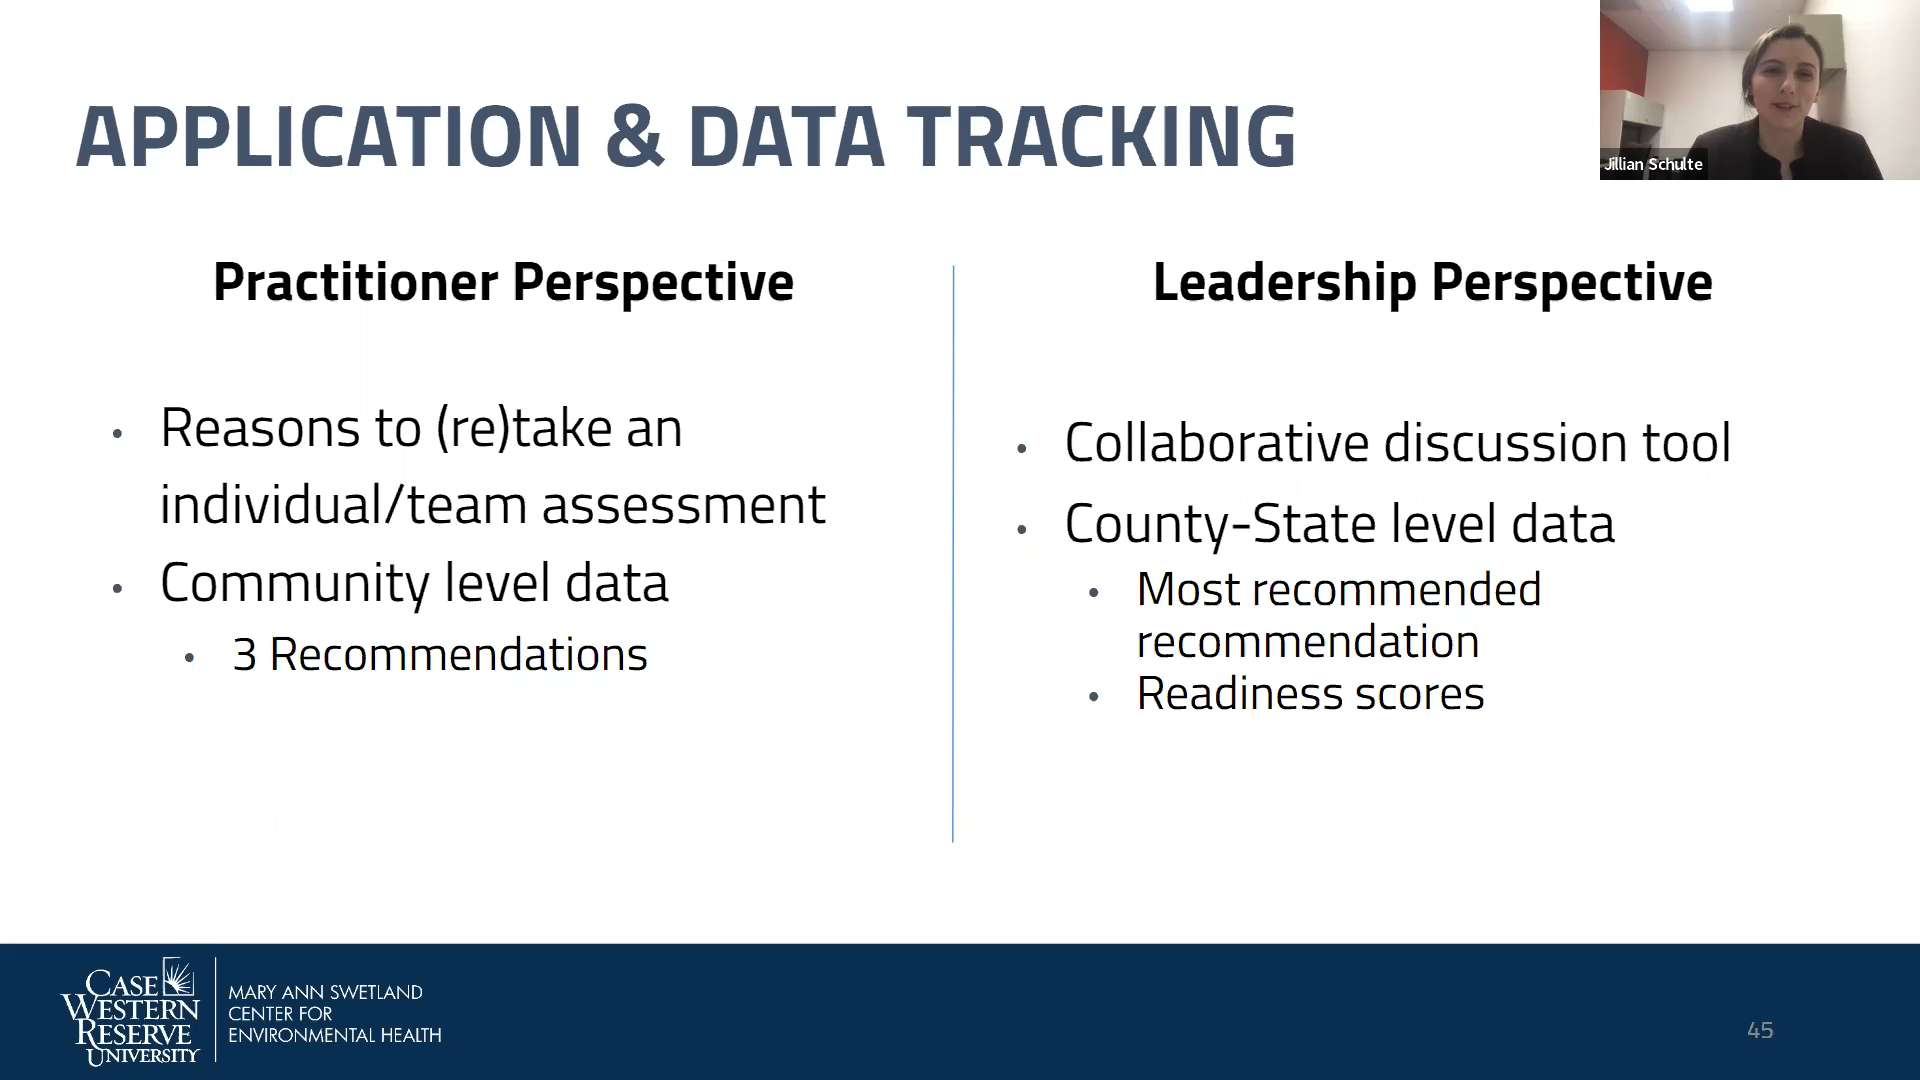 APPLICATION & DATA TRACKING
Jillian Schulte
Practitioner Perspective
Reasons to (re)take an
individual/team assessment
Community level data
3 Recommendations
Leadership Perspective
Collaborative discussion tool
County-State level data
Most recommended
recommendation
Readiness scores
CASE
WESTERN
RESERVE
UNIVERSITY
MARY ANN SWETLAND
CENTER FOR
ENVIRONMENTAL HEALTH
45